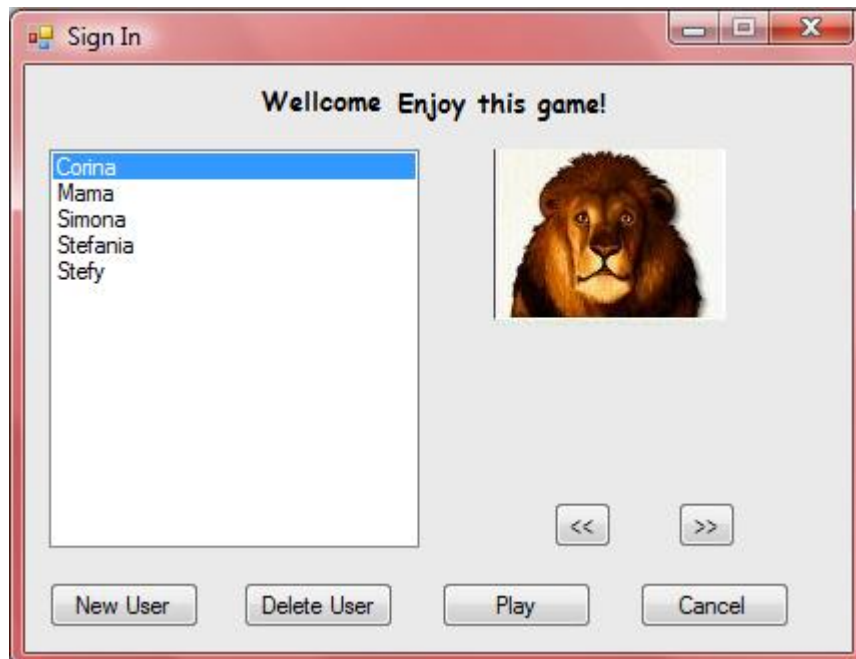 Sign In
Wellcome Enjoy this game!
Corina
Mama
Simona
Stefania
Stefy
<< >>
New User Delete User Play Cancel